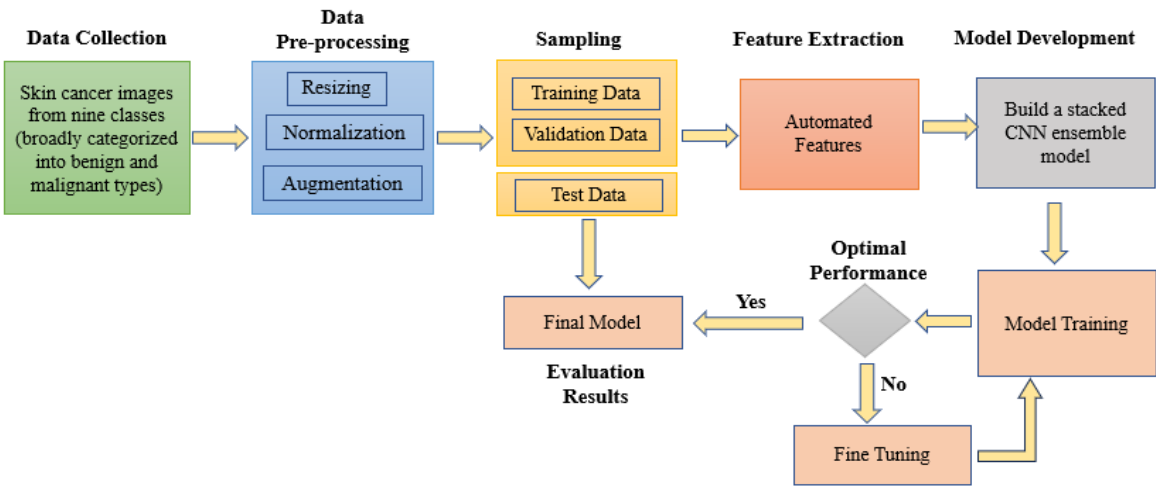 Data Collection
Skin cancer images
from nine classes
(broadly categorized
into benign and
malignant types)
Data
Pre-processing
Resizing
Normalization
Augmentation
Sampling
Training Data
Validation Data
Test Data
Feature Extraction
Automated
Features
Model Development
Build a stacked
CNN ensemble
model
Model Training
Optimal
Performance
Yes
No
Final Model
Evaluation
Results
Fine Tuning